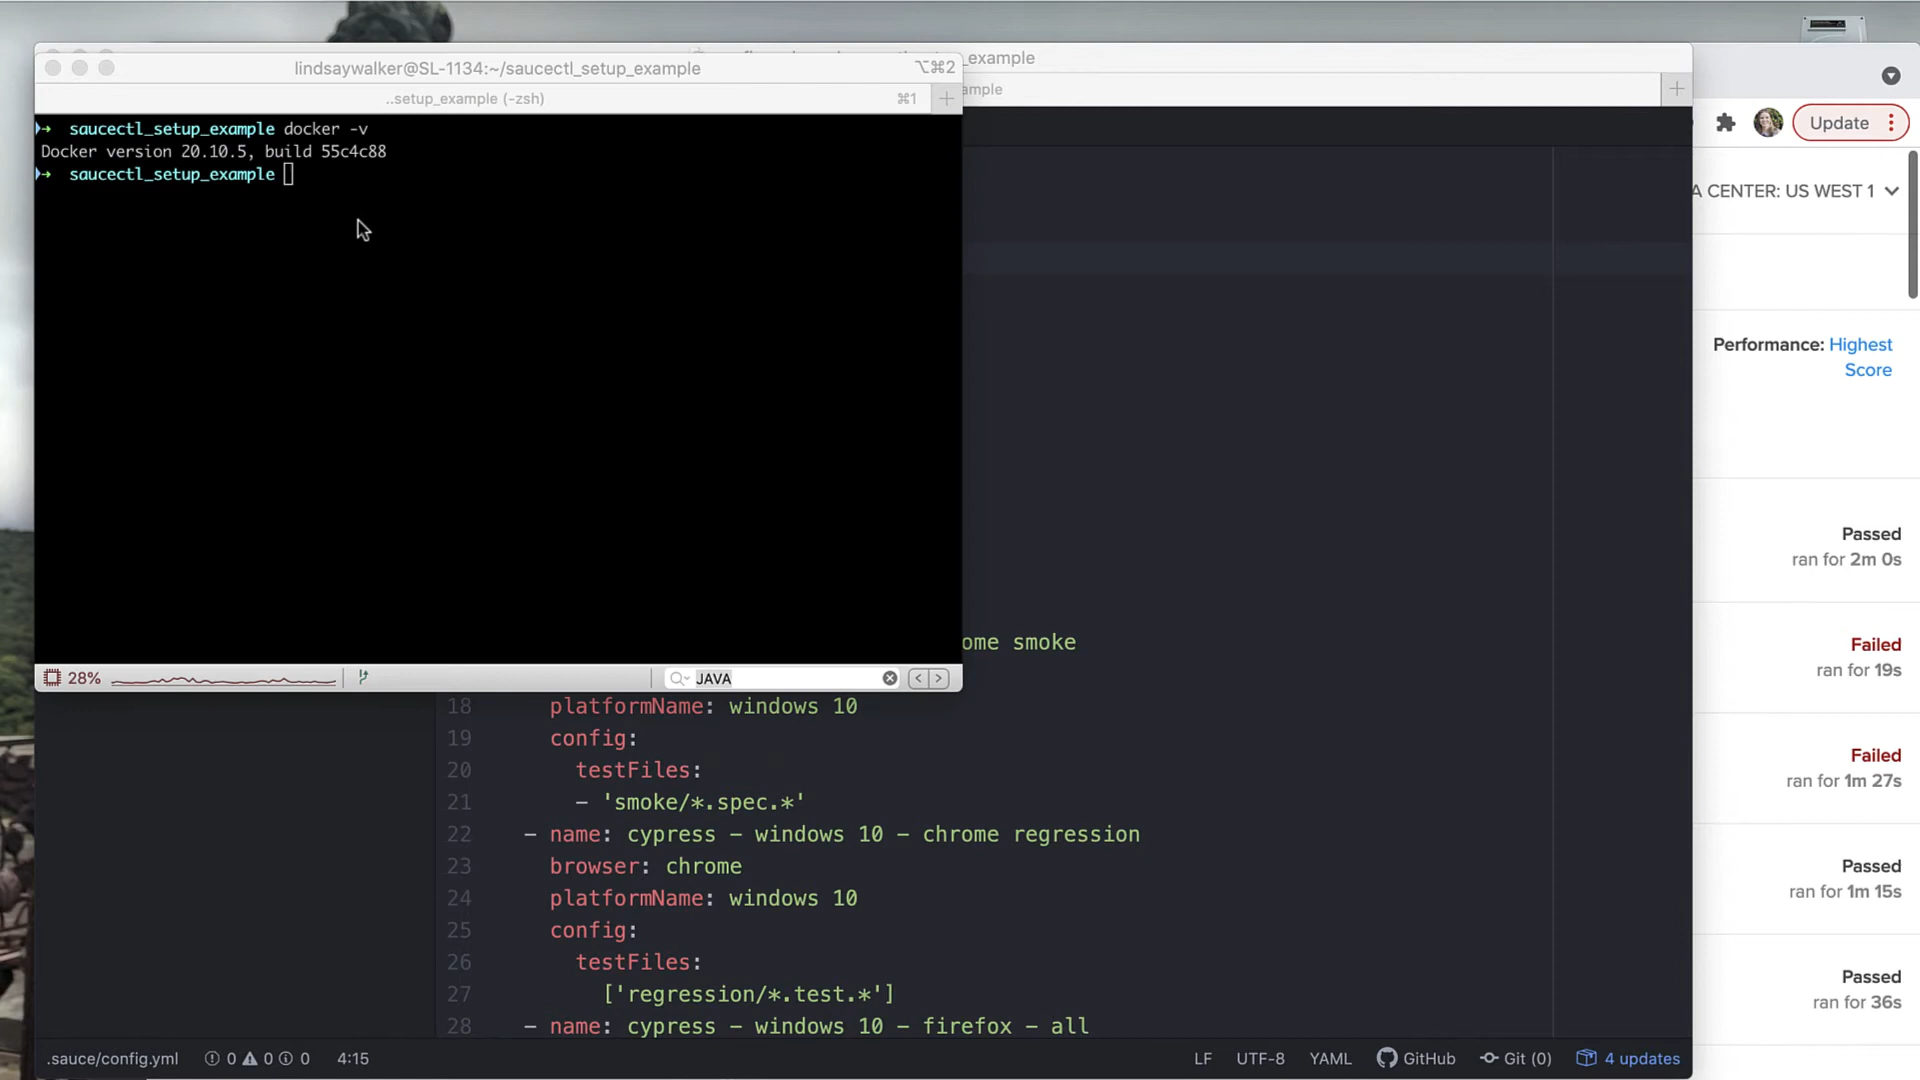 lindsaywalker@SL-1134:~/saucectl_setup_example
⌥⌘2
_example
..setup_example (-zsh)
⌘1
ample
saucectl_setup_example docker -v
Docker version 20.10.5, build 55c4c88
saucectl_setup_example
Update
A CENTER: US WEST 1
Performance: Highest
Score
Passed
ran for 2m 0s
Failed
ran for 19s
Failed
ran for 1m 27s
Passed
ran for 1m 15s
Passed
ran for 36s
ome smoke
28%
JAVA
18 platformName: windows 10
19 config:
20 testFiles:
21 - 'smoke/*.spec.*'
22 - name: cypress - windows 10 - chrome regression
23 browser: chrome
24 platformName: windows 10
25 config:
26 testFiles:
27 ['regression/*.test.*']
28 - name: cypress - windows 10 - firefox - all
.sauce/config.yml 0 0 0 4:15
LF UTF-8 YAML GitHub Git (0) 4 updates